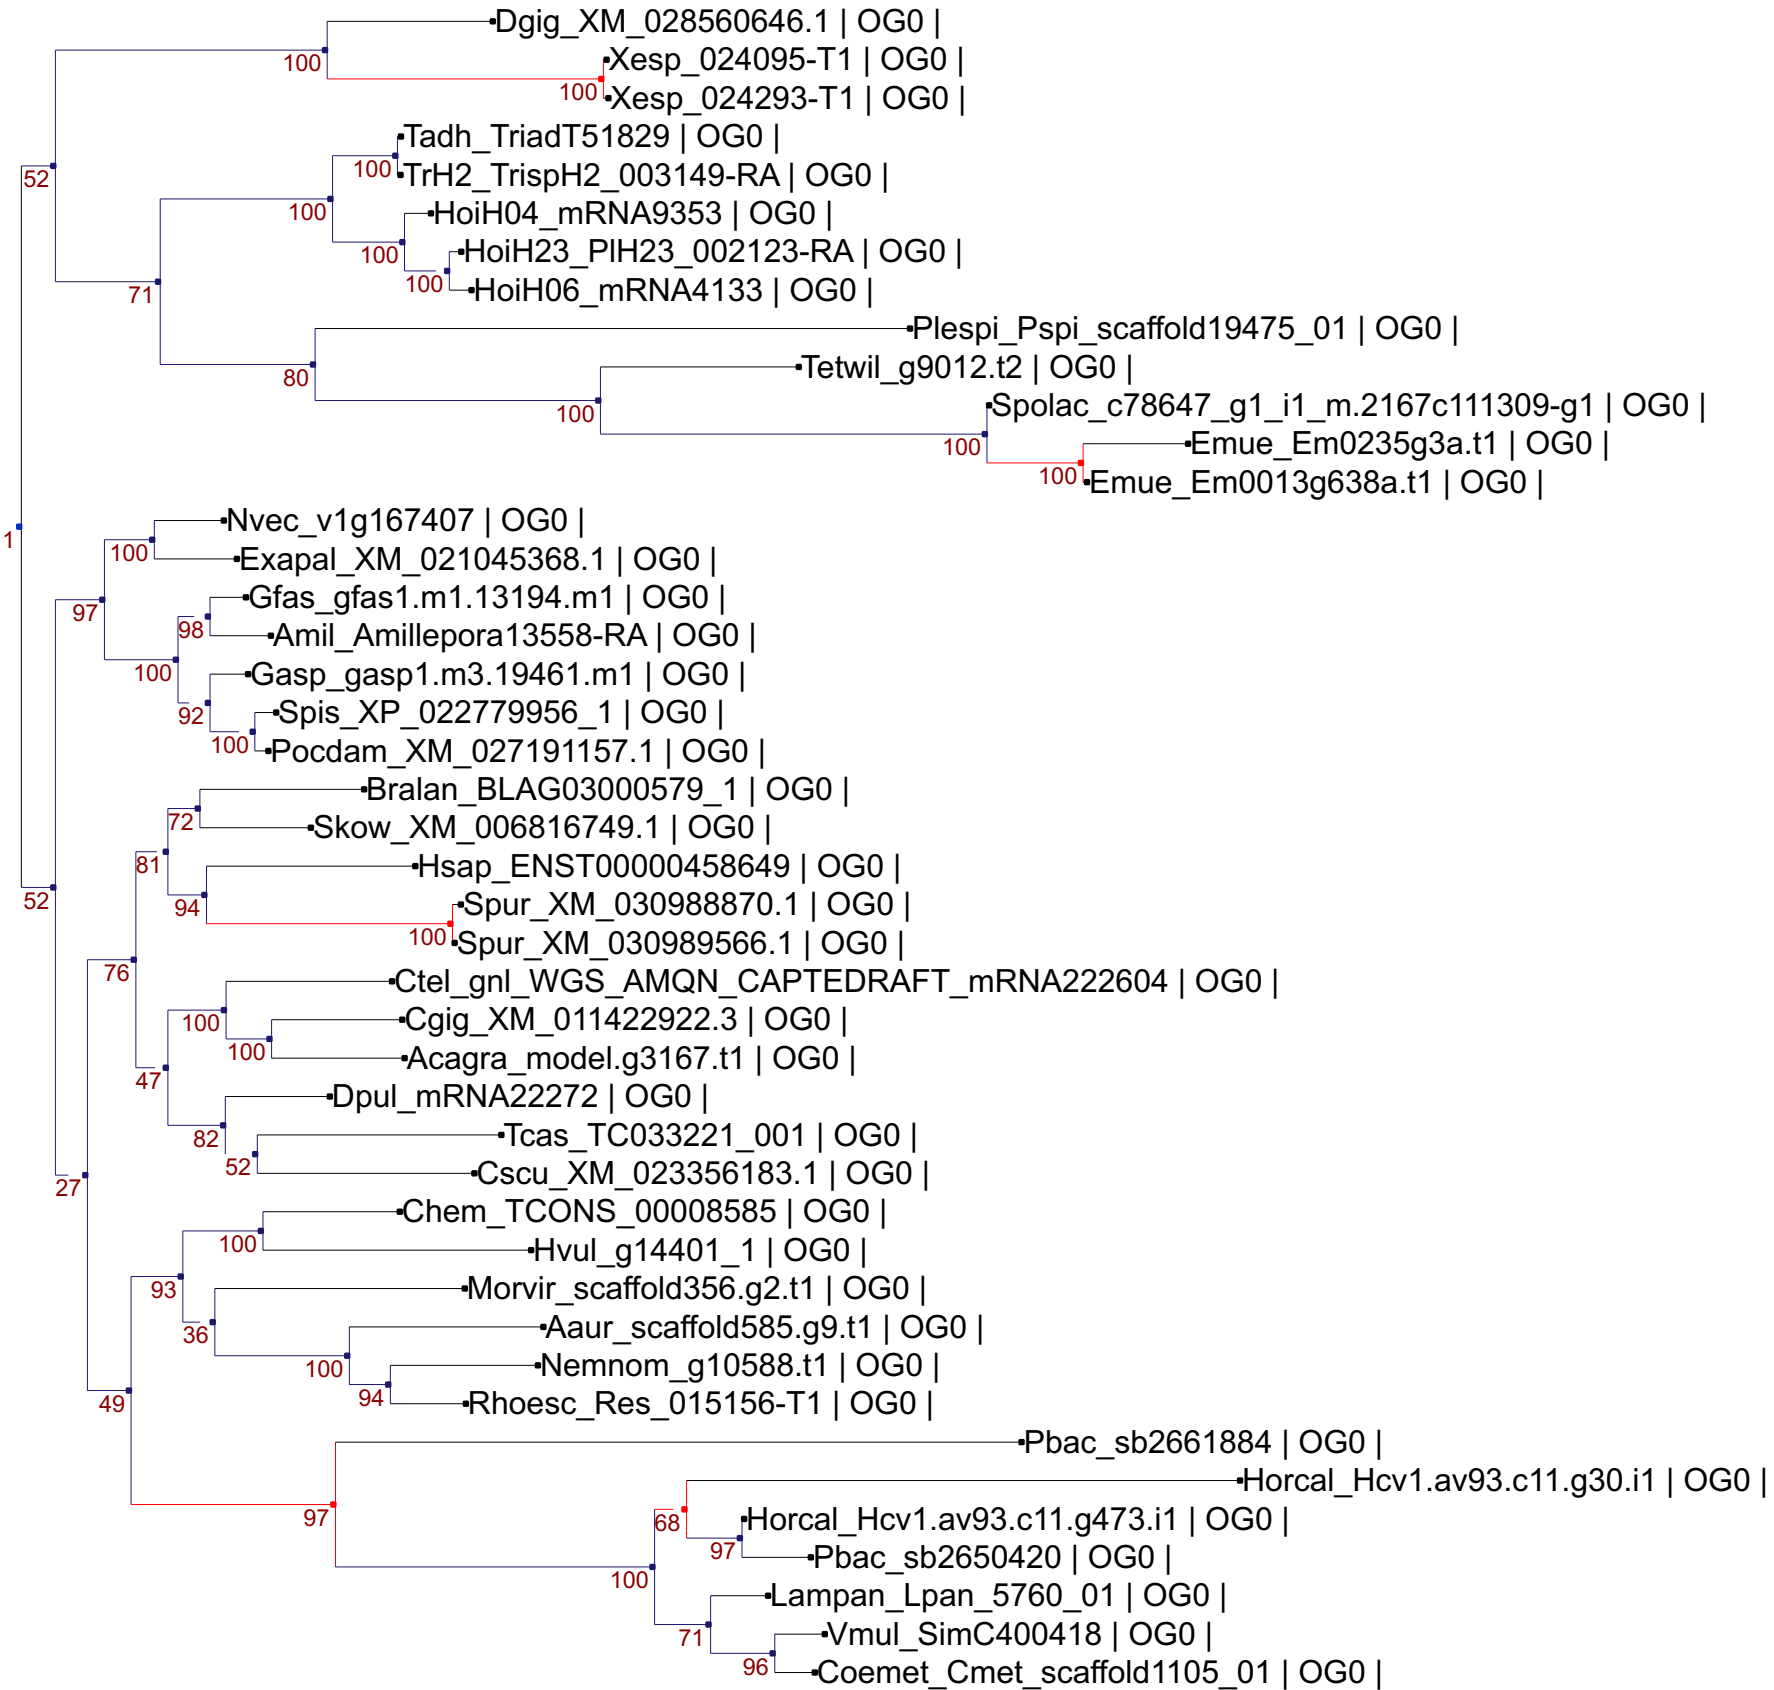 Dgig_XM_028560646.1 | OG0 |
100
Xesp_024095-T1 | OG0 |
100
Xesp_024293-T1 | OG0 |
Tadh_TriadT51829 | OG0 |
100
52
TrH2_TrispH2_003149-RA | OG0 |
100
HoiH04_mRNA9353 | OG0 |
100
HoiH23_PlH23_002123-RA | OG0 |
100
71
HoiH06_mRNA4133 | OG0 |
Plespi_Pspi_scaffold19475_01 | OG0 |
80
Tetwil_g9012.t2 | OG0 |
100
Spolac_c78647_g1_i1_m.2167c111309-g1 | OG0 |
100
Emue_Em0235g3a.t1 | OG0 |
100
Emue_Em0013g638a.t1 | OG0 |
Nvec_v1g167407 | OG0 |
1
100
Exapal_XM_021045368.1 | OG0 |
Gfas_gfas1.m1.13194.m1 | OG0 |
97
98
Amil_Amillepora13558-RA | OG0 |
100
Gasp_gasp1.m3.19461.m1 | OG0 |
92
Spis_XP_022779956_1 | OG0 |
100
Pocdam_XM_027191157.1 | OG0 |
Bralan_BLAG03000579_1 | OG0 |
72
Skow_XM_006816749.1 | OG0 |
81
Hsap_ENST00000458649 | OG0 |
52
94
Spur_XM_030988870.1 | OG0 |
100
Spur_XM_030989566.1 | OG0 |
76
Ctel_gnl_WGS_AMQN_CAPTEDRAFT_mRNA222604 | OG0 |
100
Cgig_XM_011422922.3 | OG0 |
100
Acagra_model.g3167.t1 | OG0 |
47
Dpul_mRNA22272 | OG0 |
82
Tcas_TC033221_001 | OG0 |
52
Cscu_XM_023356183.1 | OG0 |
27
Chem_TCONS_00008585 | OG0 |
100
Hvul_g14401_1 | OG0 |
93
Morvir_scaffold356.g2.t1 | OG0 |
36
Aaur_scaffold585.g9.t1 | OG0 |
100
Nemnom_g10588.t1 | OG0 |
94
49
Rhoesc_Res_015156-T1 | OG0 |
Pbac_sb2661884 | OG0 |
Horcal_Hcv1.av93.c11.g30.i1 | OG0 |
97
68
Horcal_Hcv1.av93.c11.g473.i1 | OG0 |
97
Pbac_sb2650420 | OG0 |
100
Lampan_Lpan_5760_01 | OG0 |
71
Vmul_SimC400418 | OG0 |
96
Coemet_Cmet_scaffold1105_01 | OG0 |